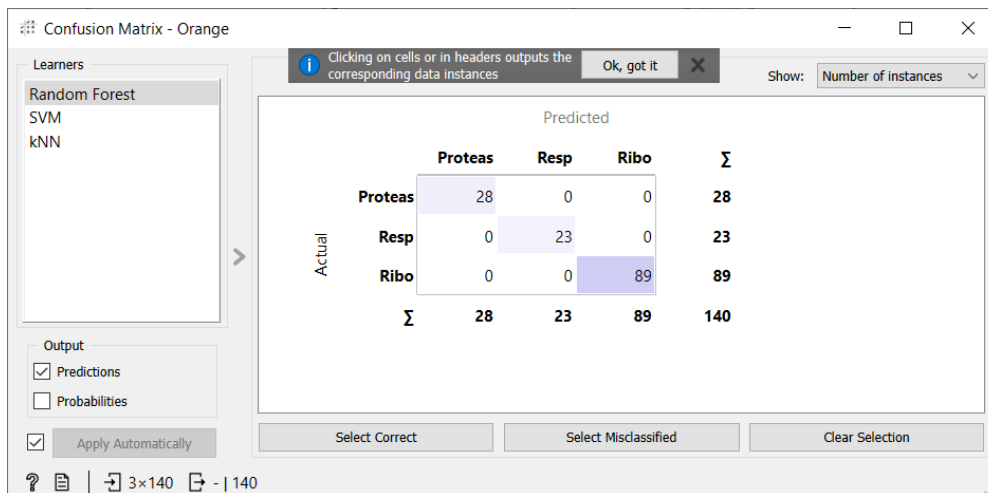 Confusion Matrix - Orange
Learners
Random Forest
SVM
kNN
Clicking on cells or in headers outputs the
corresponding data instances
Ok, got it
Show: Number of instances
Predicted
Proteas Resp Ribo Σ
Proteas 28 0 0 28
Resp 0 23 0 23
Ribo 0 0 89 89
Σ 28 23 89 140
Actual
Output
Predictions
Probabilities
Apply Automatically
Select Correct
Select Misclassified
Clear Selection
? 3×140 - | 140